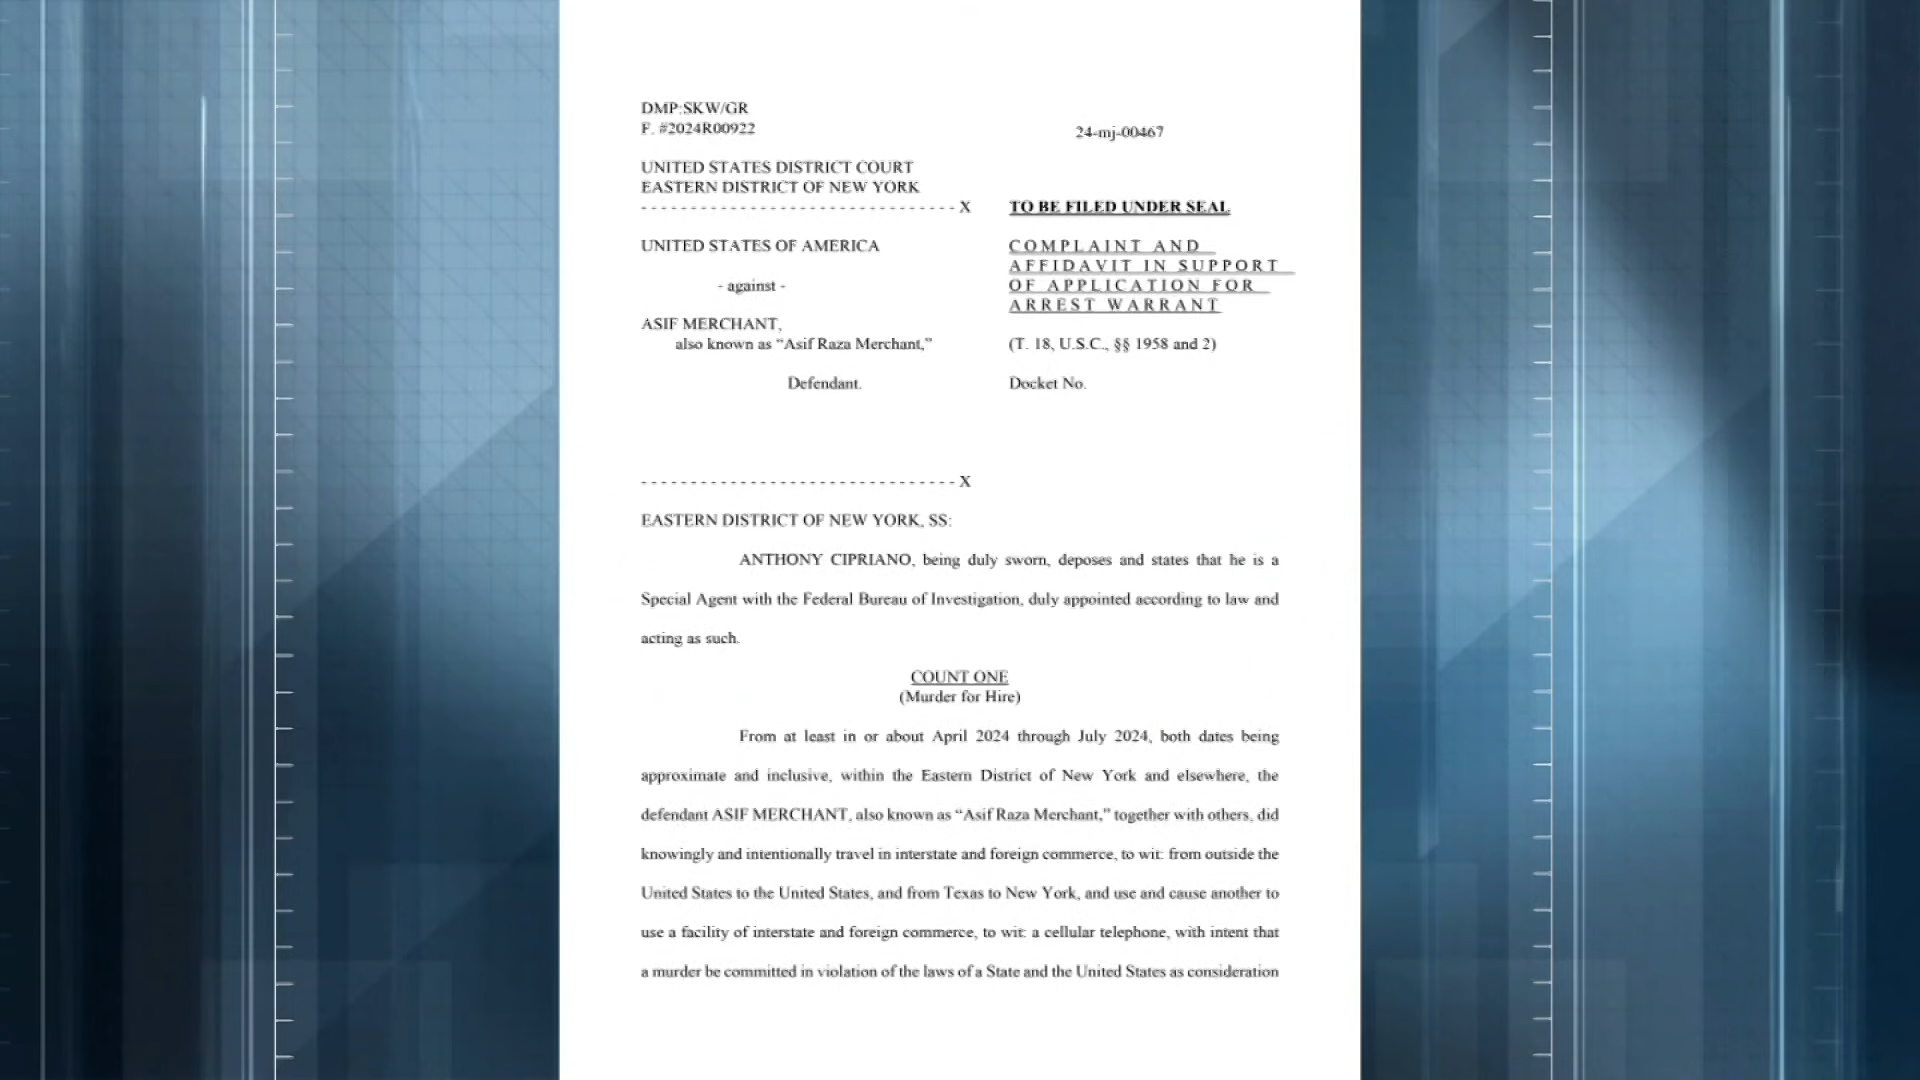 DMP:SKW/GR
F. #2024R00922
24-mj-00467
UNITED STATES DISTRICT COURT
EASTERN DISTRICT OF NEW YORK
- - - - - - - - - - - - - - - - - - - - - - - - - - - - - - - - X
TO BE FILED UNDER SEAL
UNITED STATES OF AMERICA
- against -
ASIF MERCHANT,
also known as “Asif Raza Merchant,”
Defendant.
COMPLAINT AND
AFFIDAVIT IN SUPPORT
OF APPLICATION FOR
ARREST WARRANT
(T. 18, U.S.C., §§ 1958 and 2)
Docket No.
- - - - - - - - - - - - - - - - - - - - - - - - - - - - - - - - X
EASTERN DISTRICT OF NEW YORK, SS:
ANTHONY CIPRIANO, being duly sworn, deposes and states that he is a
Special Agent with the Federal Bureau of Investigation, duly appointed according to law and
acting as such.
COUNT ONE
(Murder for Hire)
From at least in or about April 2024 through July 2024, both dates being
approximate and inclusive, within the Eastern District of New York and elsewhere, the
defendant ASIF MERCHANT, also known as “Asif Raza Merchant,” together with others, did
knowingly and intentionally travel in interstate and foreign commerce, to wit: from outside the
United States to the United States, and from Texas to New York, and use and cause another to
use a facility of interstate and foreign commerce, to wit: a cellular telephone, with intent that
a murder be committed in violation of the laws of a State and the United States as consideration